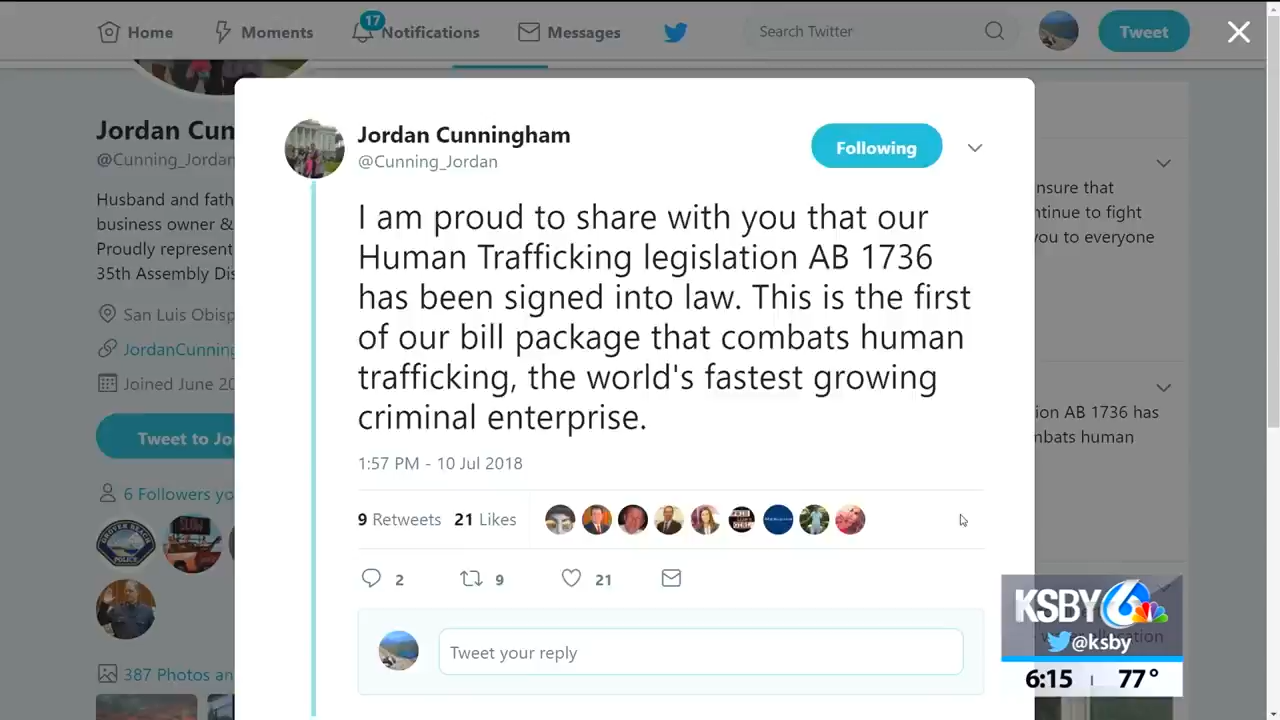 Home
Moments
17
Notifications
Messages
Search Twitter
Tweet
Jordan Cun
@Cunning_Jordan
Husband and fath
business owner &
Proudly represent
35th Assembly Dis
San Luis Obisp
JordanCunning
Joined June 20
Tweet to Jo
6 Followers yo
GROVER BEACH
POLICE
SLOW
387 Photos an
Jordan Cunningham
@Cunning_Jordan
Following
I am proud to share with you that our
Human Trafficking legislation AB 1736
has been signed into law. This is the first
of our bill package that combats human
trafficking, the world's fastest growing
criminal enterprise.
1:57 PM - 10 Jul 2018
9 Retweets 21 Likes
2
9
21
Tweet your reply
nsure that
ntinue to fight
you to everyone
ion AB 1736 has
mbats human
KSBY 6
@ksby
6:15 77°